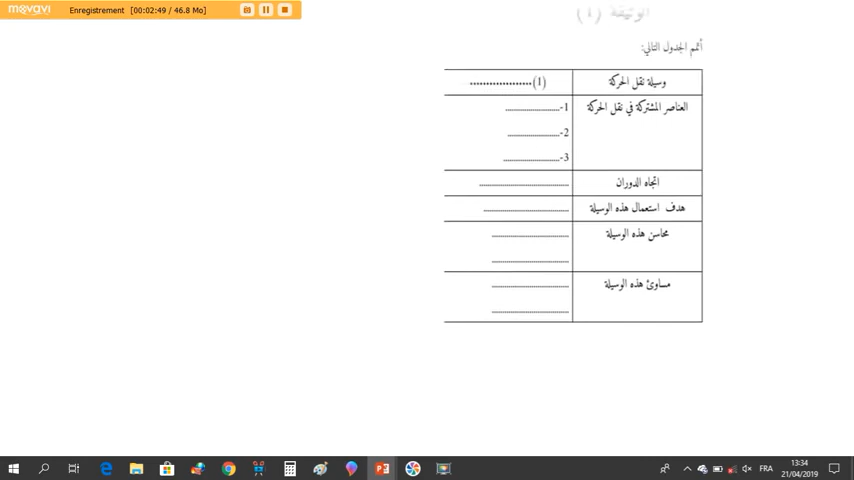 movavi
Enregistrement [00:02:49 / 46.8 Mo]
الوثيقة (1)
أتمم الجدول التالي:
وسيلة نقل الحركة
(1)...................
العناصر المشتركة في نقل الحركة
1-........................
2-.......................
3-.........................
اتجاه الدوران
........................................
هدف استعمال هذه الوسيلة
......................................
محاسن هذه الوسيلة
..................................
..................................
مساوئ هذه الوسيلة
..................................
..................................
FRA
13:34
21/04/2019